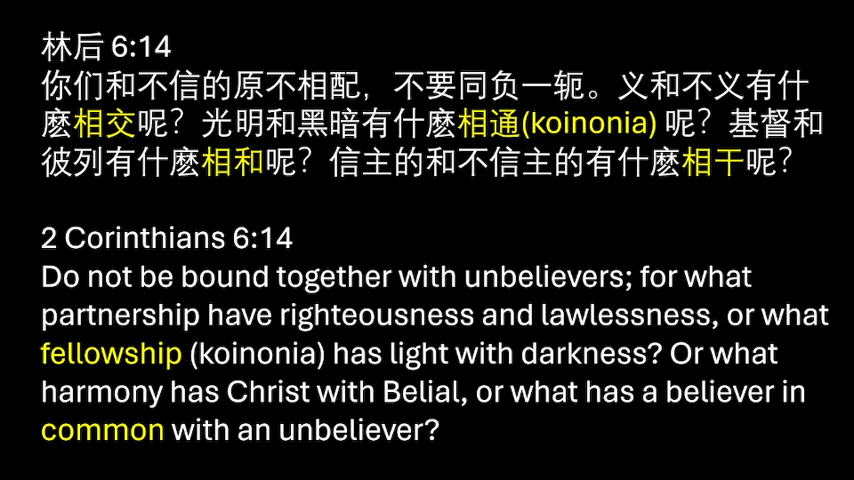 林后 6:14
你们和不信的原不相配，不要同负一轭。义和不义有什
麽相交呢？光明和黑暗有什麽相通(koinonia) 呢？基督和
彼列有什麽相和呢？信主的和不信主的有什麽相干呢？
2 Corinthians 6:14
Do not be bound together with unbelievers; for what
partnership have righteousness and lawlessness, or what
fellowship (koinonia) has light with darkness? Or what
harmony has Christ with Belial, or what has a believer in
common with an unbeliever?